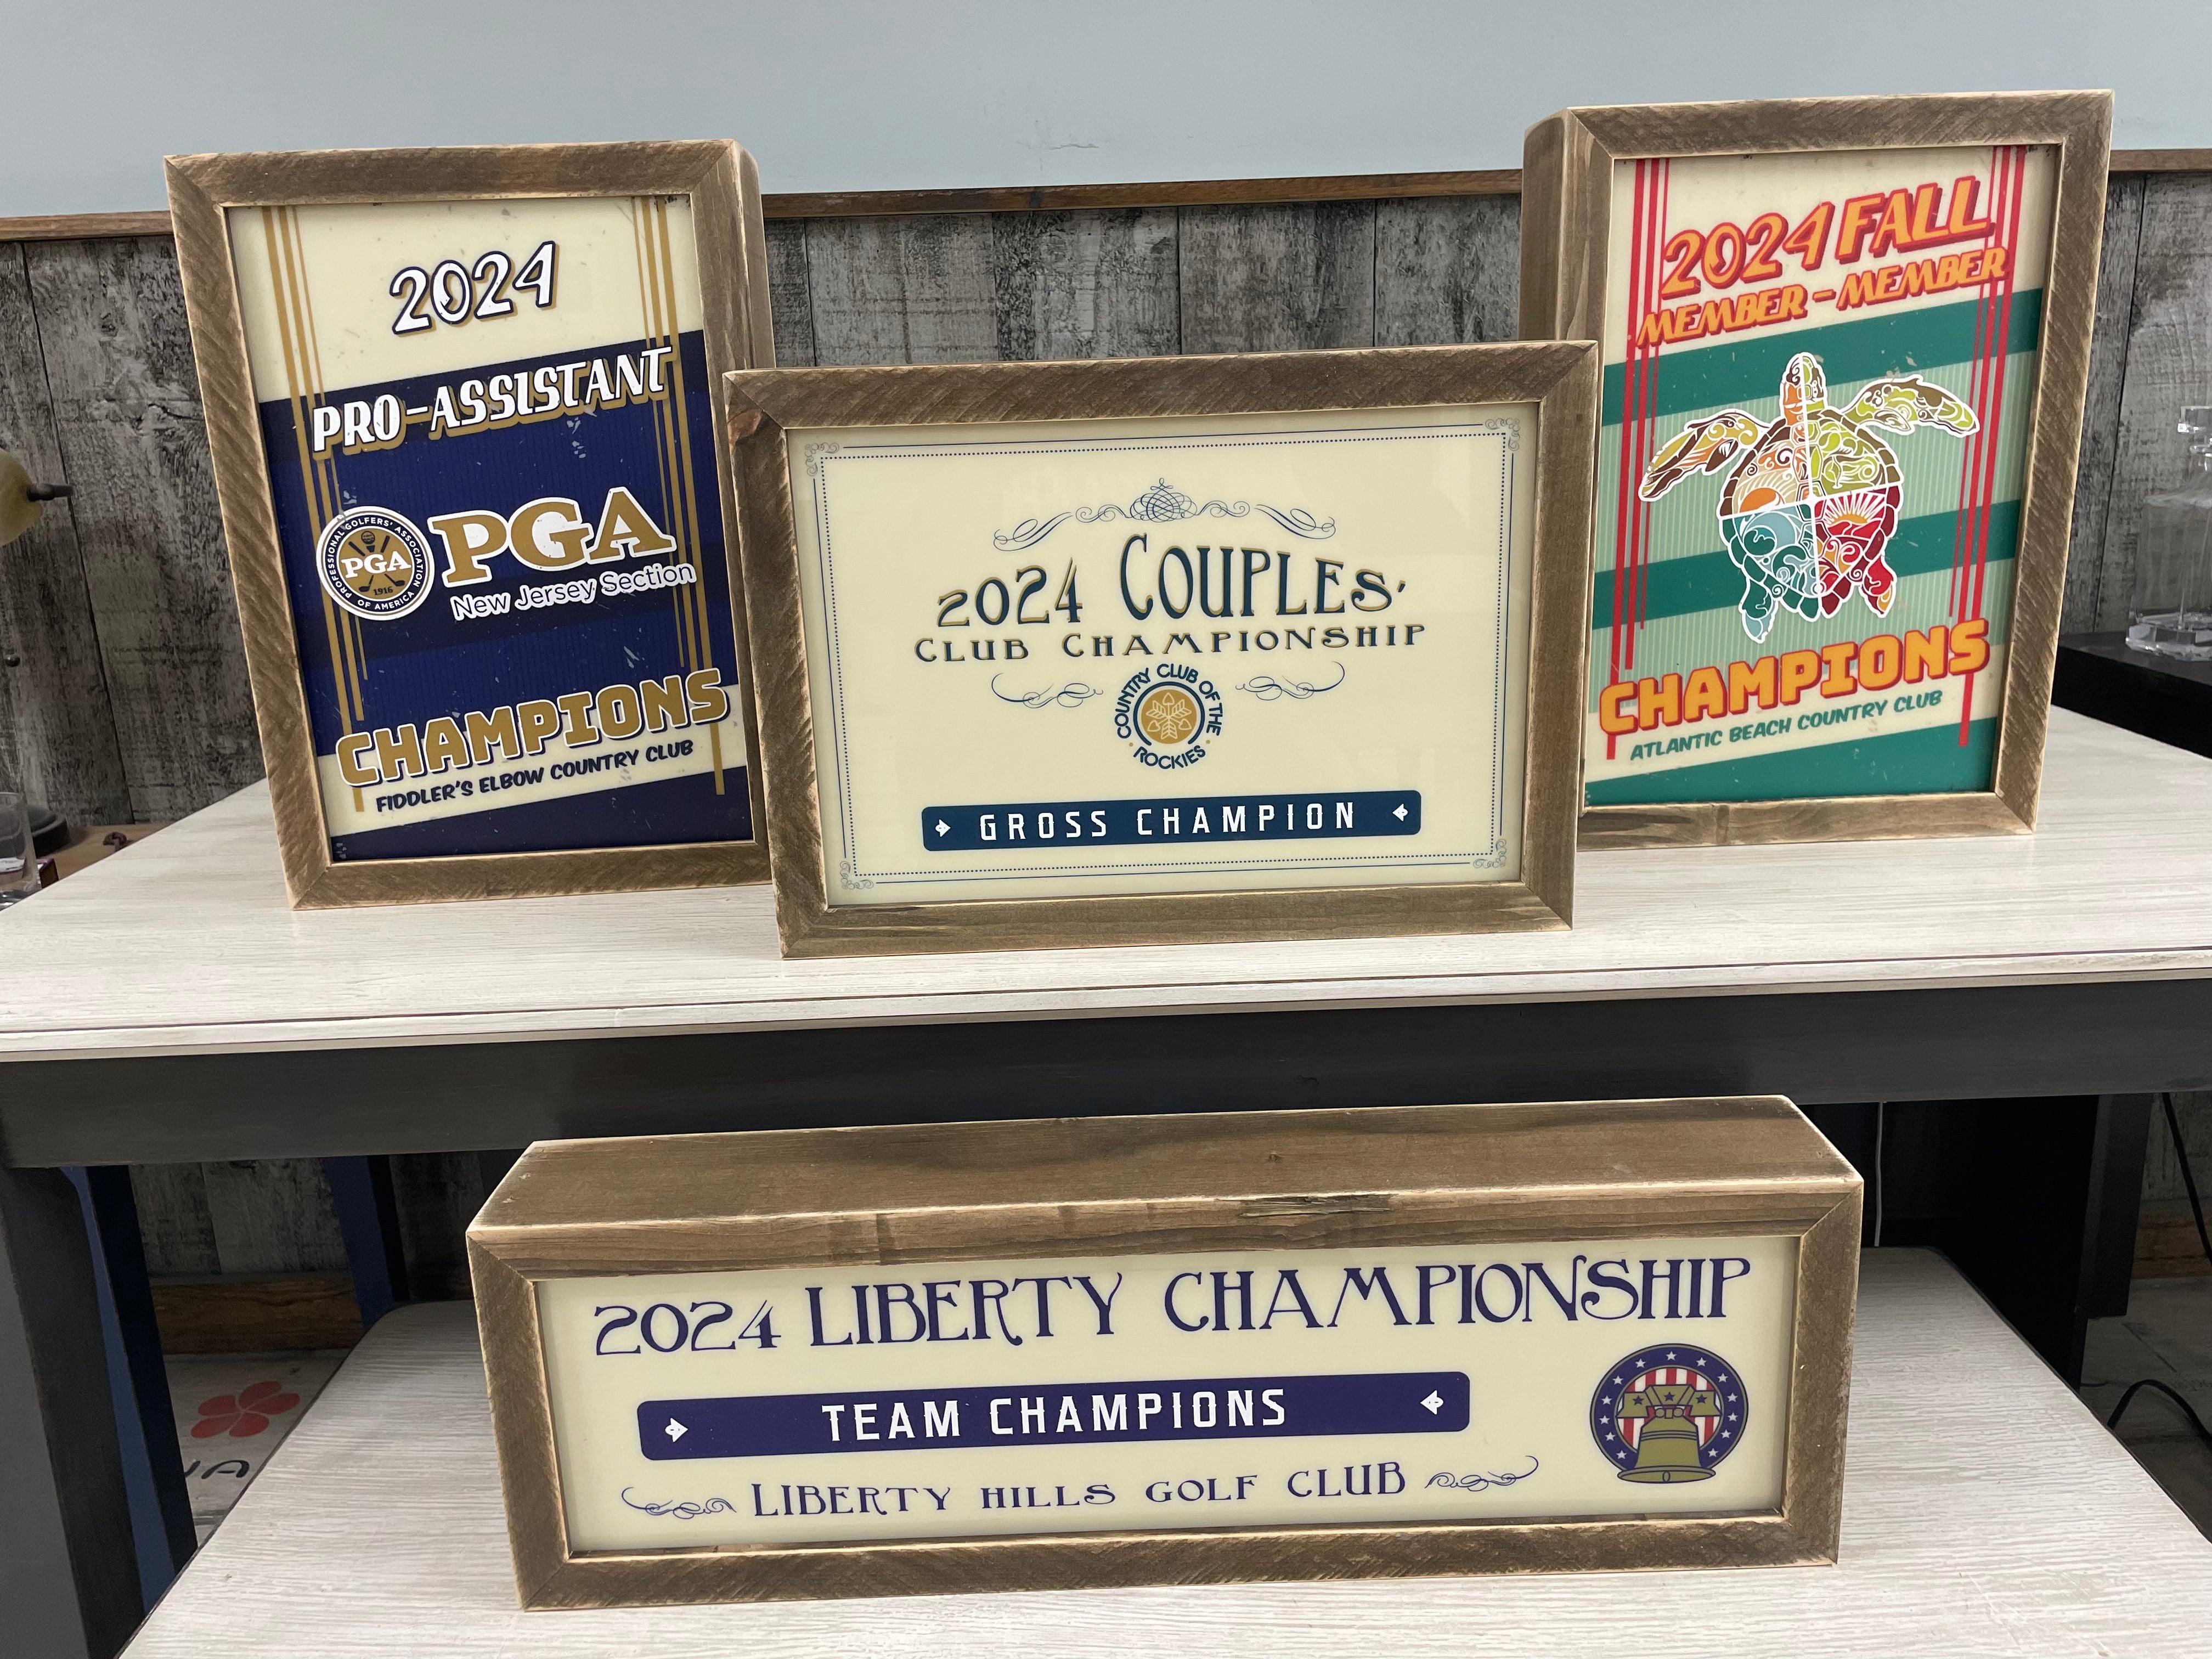 2024
PRO-ASSISTANT
PROFESSIONAL GOLFERS' ASSOCIATION
OF AMERICA
PGA
1916
PGA
New Jersey Section
CHAMPIONS
FIDDLER'S ELBOW COUNTRY CLUB
2024 COUPLES'
CLUB CHAMPIONSHIP
COUNTRY CLUB OF THE
ROCKIES
GROSS CHAMPION
2024 FALL
MEMBER-MEMBER
CHAMPIONS
ATLANTIC BEACH COUNTRY CLUB
2024 LIBERTY CHAMPIONSHIP
TEAM CHAMPIONS
LIBERTY HILLS GOLF CLUB